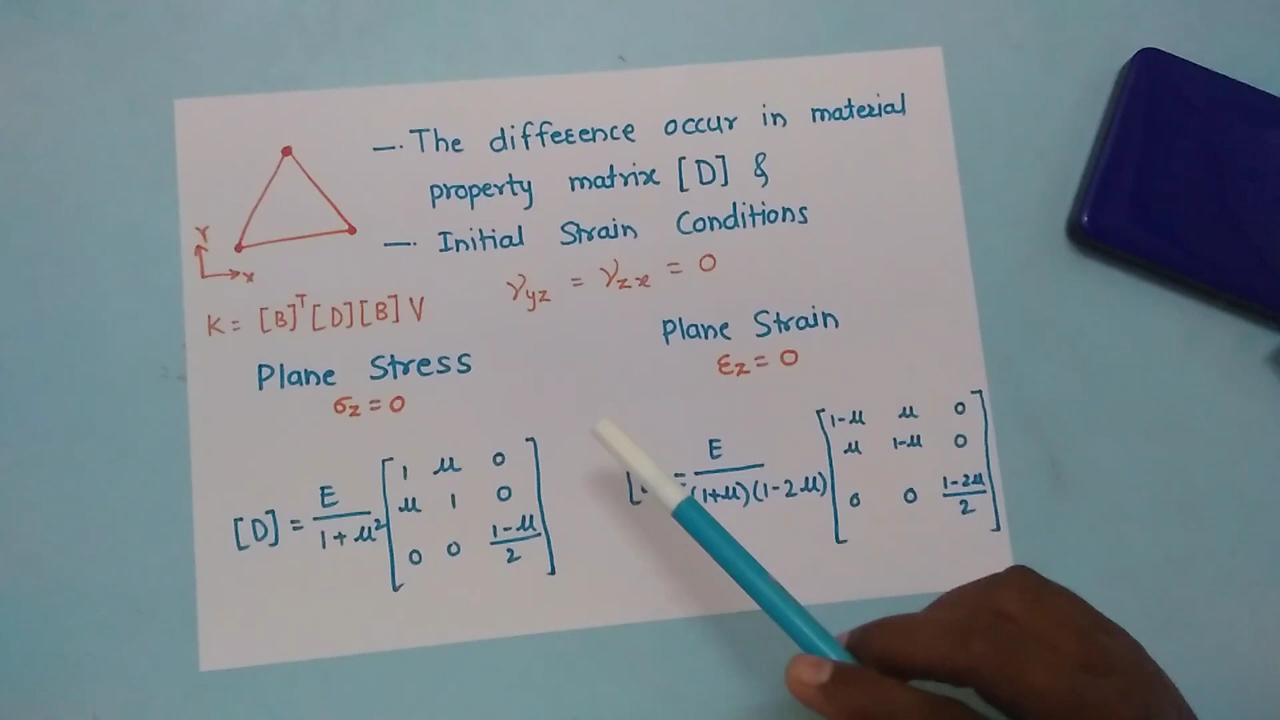 —. The difference occur in material
property matrix [D] &
—. Initial Strain Conditions
Y
x
γyz = γzx = 0
K = [B]ᵀ[D][B] V
Plane Stress
σz = 0
[D] = E / 1+μ² [1 μ 0
μ 1 0
0 0 1-μ/2]
Plane Strain
εz = 0
= E / (1+μ)(1-2μ) [1-μ μ 0
μ 1-μ 0
0 0 1-2μ/2]